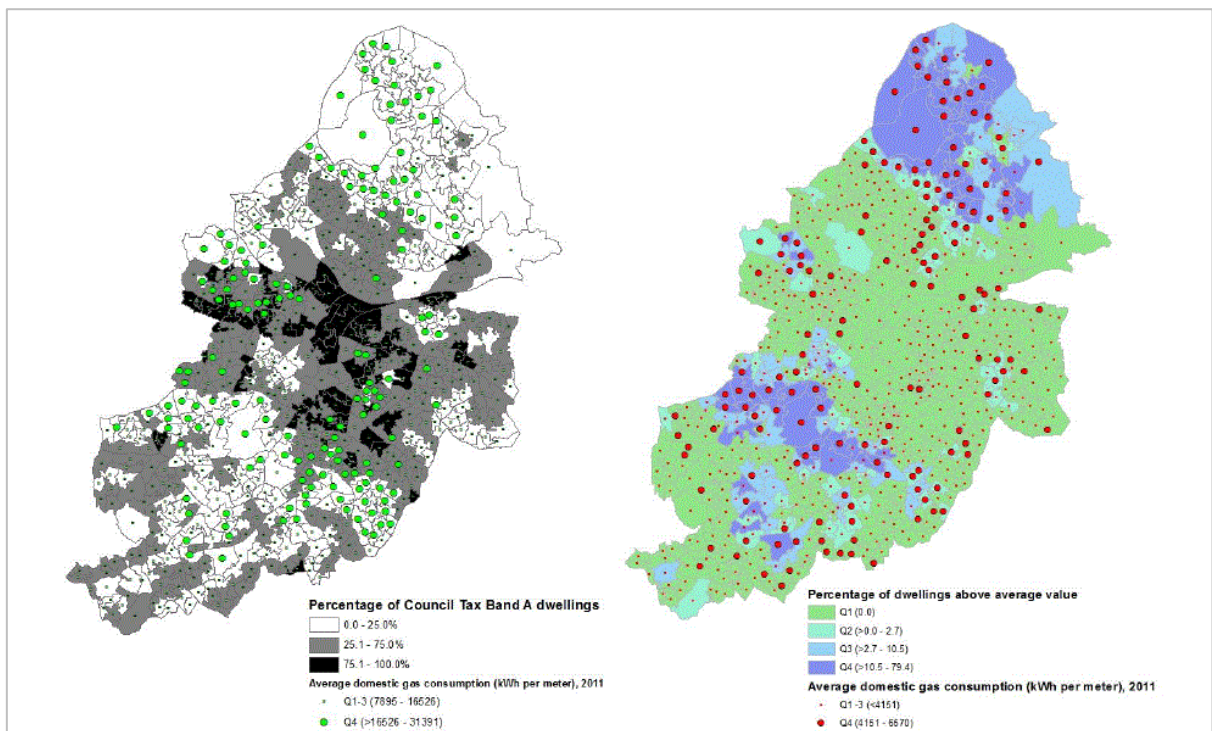 Percentage of Council Tax Band A dwellings
0.0 - 25.0%
25.1 - 75.0%
75.1 - 100.0%
Average domestic gas consumption (kWh per meter), 2011
Q1-3 (7895 - 16526)
Q4 (>16526 - 31391)
Percentage of dwellings above average value
Q1 (0.0)
Q2 (>0.0 - 2.7)
Q3 (>2.7 - 10.5)
Q4 (>10.5 - 79.4)
Average domestic gas consumption (kWh per meter), 2011
Q1-3 (<4151)
Q4 (4151 - 6670)